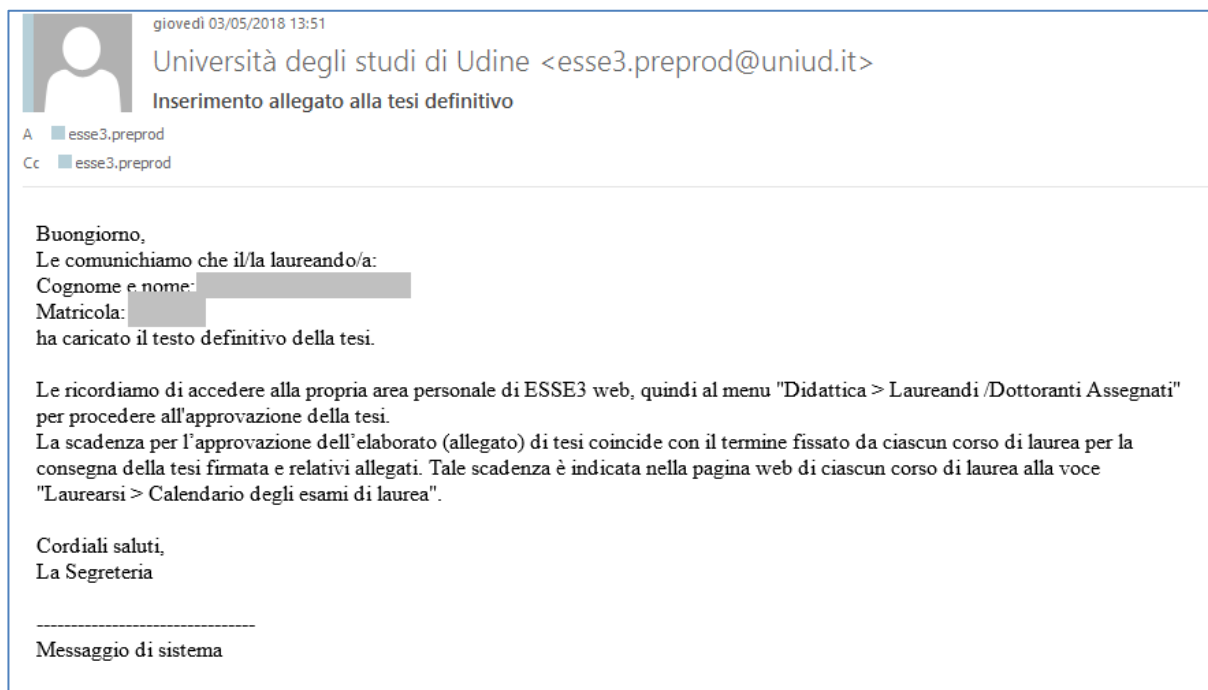 giovedì 03/05/2018 13:51
Università degli studi di Udine <esse3.preprod@uniud.it>
Inserimento allegato alla tesi definitivo
A esse3.preprod
Cc esse3.preprod
Buongiorno,
Le comunichiamo che il/la laureando/a:
Cognome e nome:
Matricola:
ha caricato il testo definitivo della tesi.
Le ricordiamo di accedere alla propria area personale di ESSE3 web, quindi al menu "Didattica > Laureandi /Dottoranti Assegnati"
per procedere all'approvazione della tesi.
La scadenza per l’approvazione dell’elaborato (allegato) di tesi coincide con il termine fissato da ciascun corso di laurea per la
consegna della tesi firmata e relativi allegati. Tale scadenza è indicata nella pagina web di ciascun corso di laurea alla voce
"Laurearsi > Calendario degli esami di laurea".
Cordiali saluti,
La Segreteria
--------------------------------
Messaggio di sistema